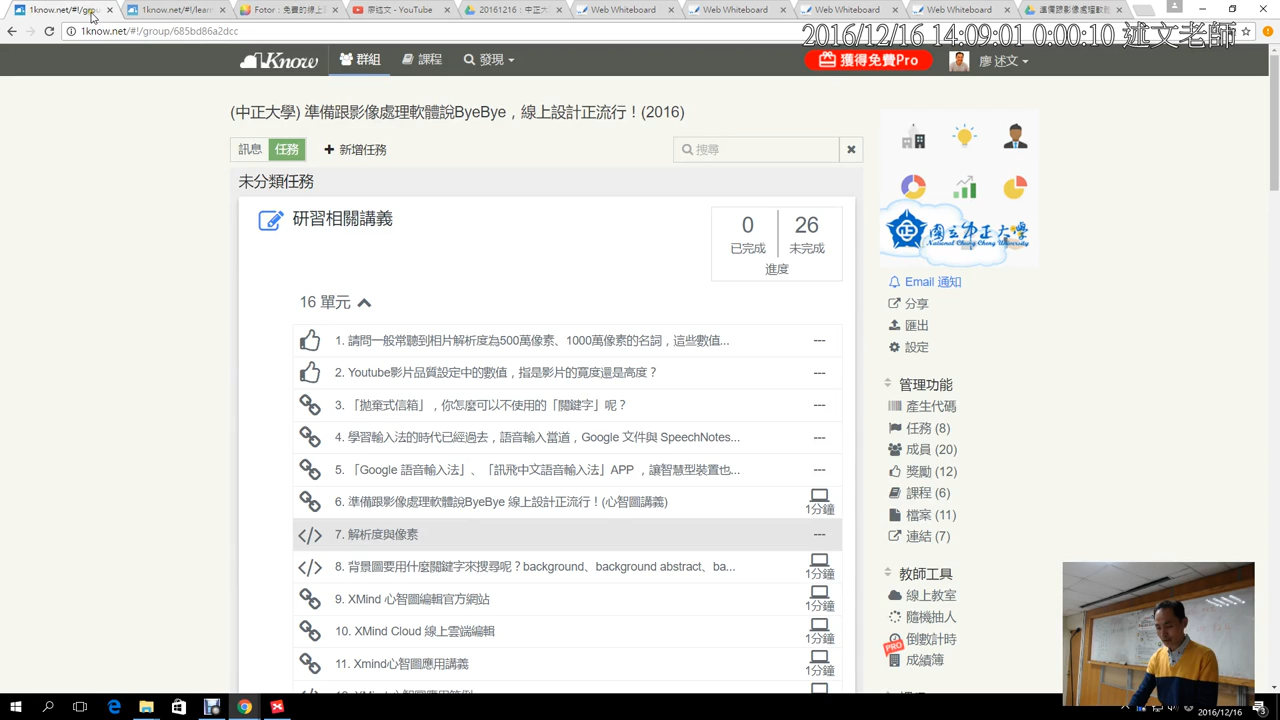 1know.net/#!/grou
1know.net/#!/learn
Fotor : 免費的線上
廖述文 - YouTube
20161216 : 中正大
Web WhiteBoard
Web WhiteBoard
Web WhiteBoard
Web WhiteBoard
準備跟影像處理軟
1know.net/#!/group/685bd86a2dcc
2016/12/16 14:09:01 0:00:10 述文老師
1Know
群組
課程
發現
獲得免費Pro
廖 述文
(中正大學) 準備跟影像處理軟體說ByeBye，線上設計正流行！(2016)
訊息
任務
新增任務
搜尋
未分類任務
研習相關講義
0
已完成
26
未完成
進度
16 單元
1. 請問一般常聽到相片解析度為500萬像素、1000萬像素的名詞，這些數值... ---
2. Youtube影片品質設定中的數值，指是影片的寬度還是高度？ ---
3. 「拋棄式信箱」，你怎麼可以不使用的「關鍵字」呢？ ---
4. 學習輸入法的時代已經過去，語音輸入當道，Google 文件與 SpeechNotes... ---
5. 「Google 語音輸入法」、「訊飛中文語音輸入法」APP ，讓智慧型裝置也... ---
6. 準備跟影像處理軟體說ByeBye 線上設計正流行！(心智圖講義) 1分鐘
7. 解析度與像素 ---
8. 背景圖要用什麼關鍵字來搜尋呢？background、background abstract、ba... 1分鐘
9. XMind 心智圖編輯官方網站 1分鐘
10. XMind Cloud 線上雲端編輯 1分鐘
11. Xmind心智圖應用講義 1分鐘
國立中正大學
National Chung Cheng University
Email 通知
分享
匯出
設定
管理功能
產生代碼
任務 (8)
成員 (20)
獎勵 (12)
課程 (6)
檔案 (11)
連結 (7)
教師工具
線上教室
隨機抽人
倒數計時
PRO
成績簿
2016/12/16